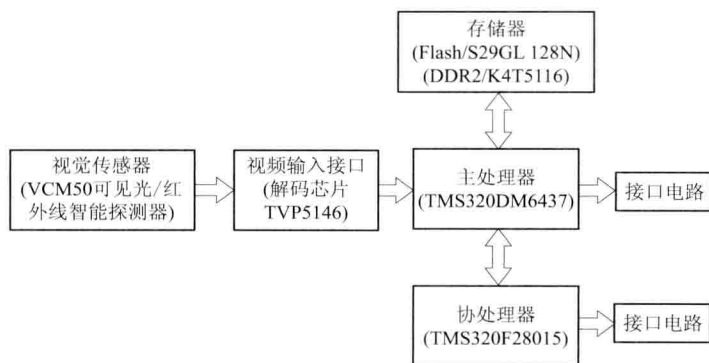 存储器
(Flash/S29GL 128N)
(DDR2/K4T5116)
视觉传感器
(VCM50可见光/红
外线智能探测器)
视频输入接口
(解码芯片
TVP5146)
主处理器
(TMS320DM6437)
接口电路
协处理器
(TMS320F28015)
接口电路